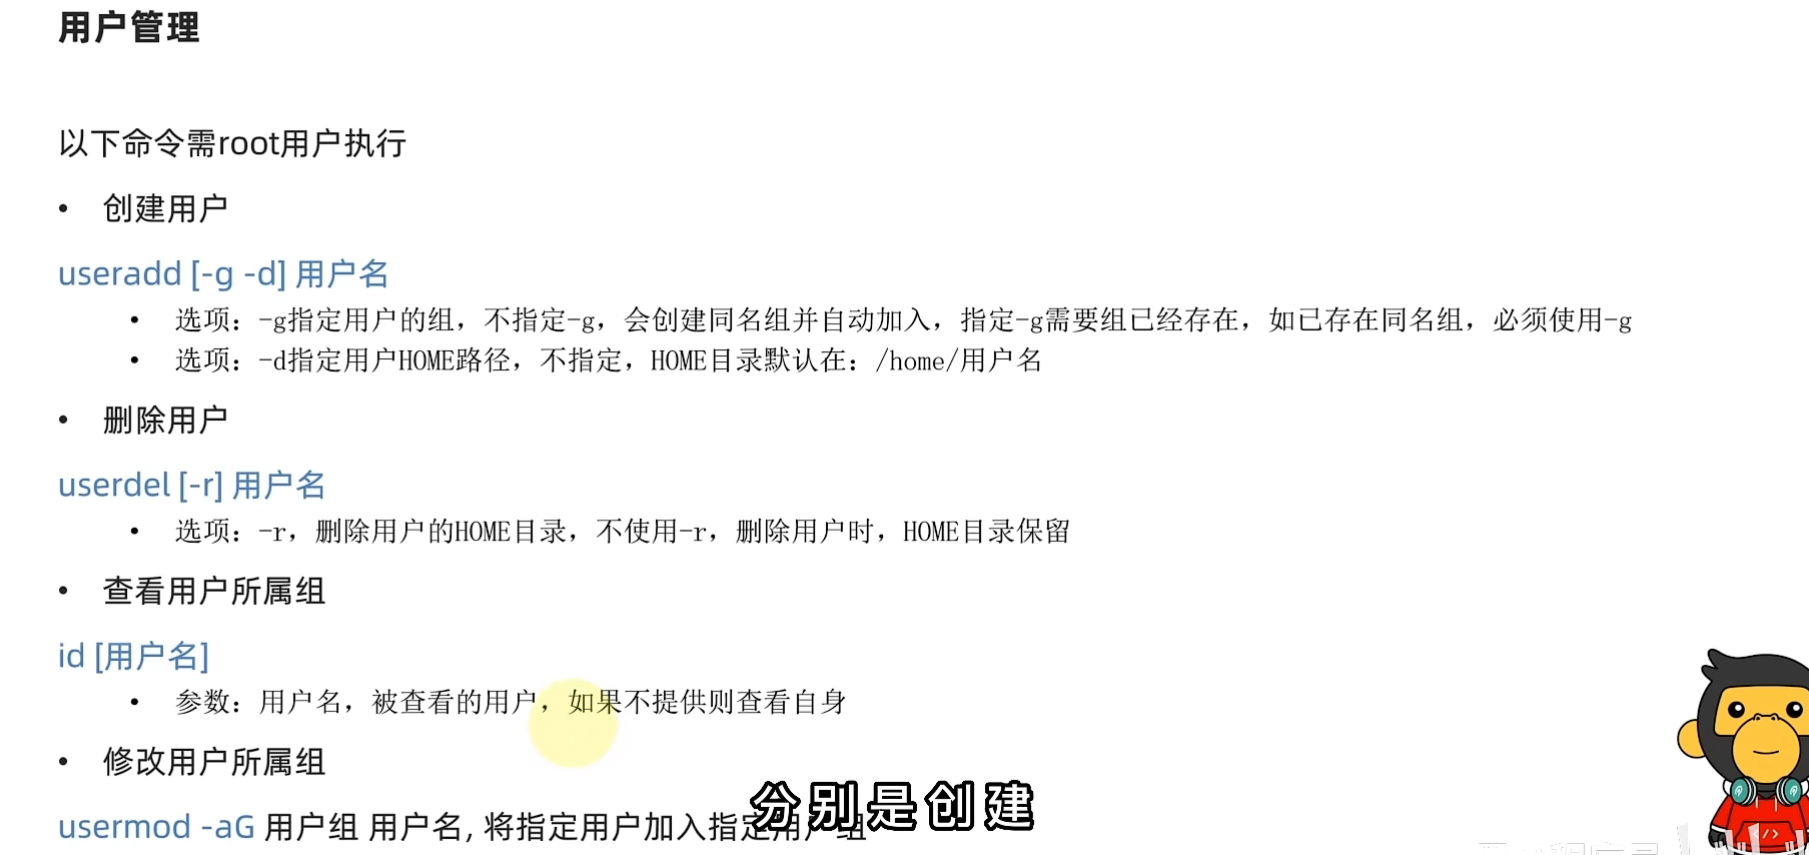 用户管理
以下命令需root用户执行
• 创建用户
useradd [-g -d] 用户名
• 选项：-g指定用户的组，不指定-g，会创建同名组并自动加入，指定-g需要组已经存在，如已存在同名组，必须使用-g
• 选项：-d指定用户HOME路径，不指定，HOME目录默认在：/home/用户名
• 删除用户
userdel [-r] 用户名
• 选项：-r，删除用户的HOME目录，不使用-r，删除用户时，HOME目录保留
• 查看用户所属组
id [用户名]
• 参数：用户名，被查看的用户，如果不提供则查看自身
• 修改用户所属组
usermod -aG 用户组 用户名, 将指定用户加入指定用户组
分别是创建